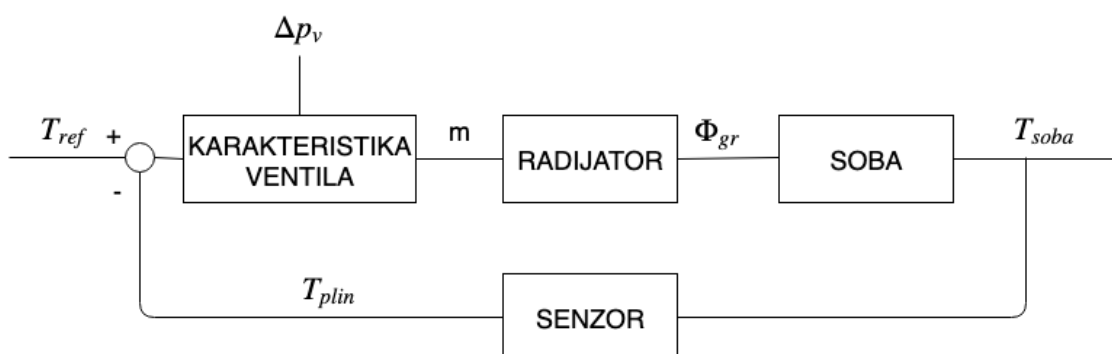 Δp_v
T_ref
+
-
KARAKTERISTIKA
VENTILA
m
RADIJATOR
Φ_gr
SOBA
T_soba
T_plin
SENZOR